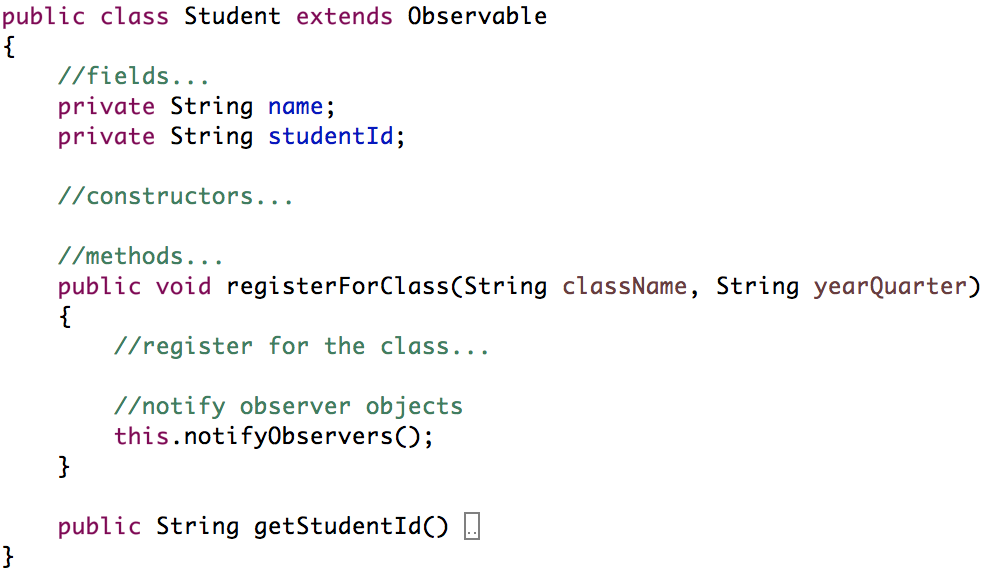 public class Student extends Observable
{
    //fields...
    private String name;
    private String studentId;

    //constructors...

    //methods...
    public void registerForClass(String className, String yearQuarter)
    {
        //register for the class...

        //notify observer objects
        this.notifyObservers();
    }

    public String getStudentId() ..
}